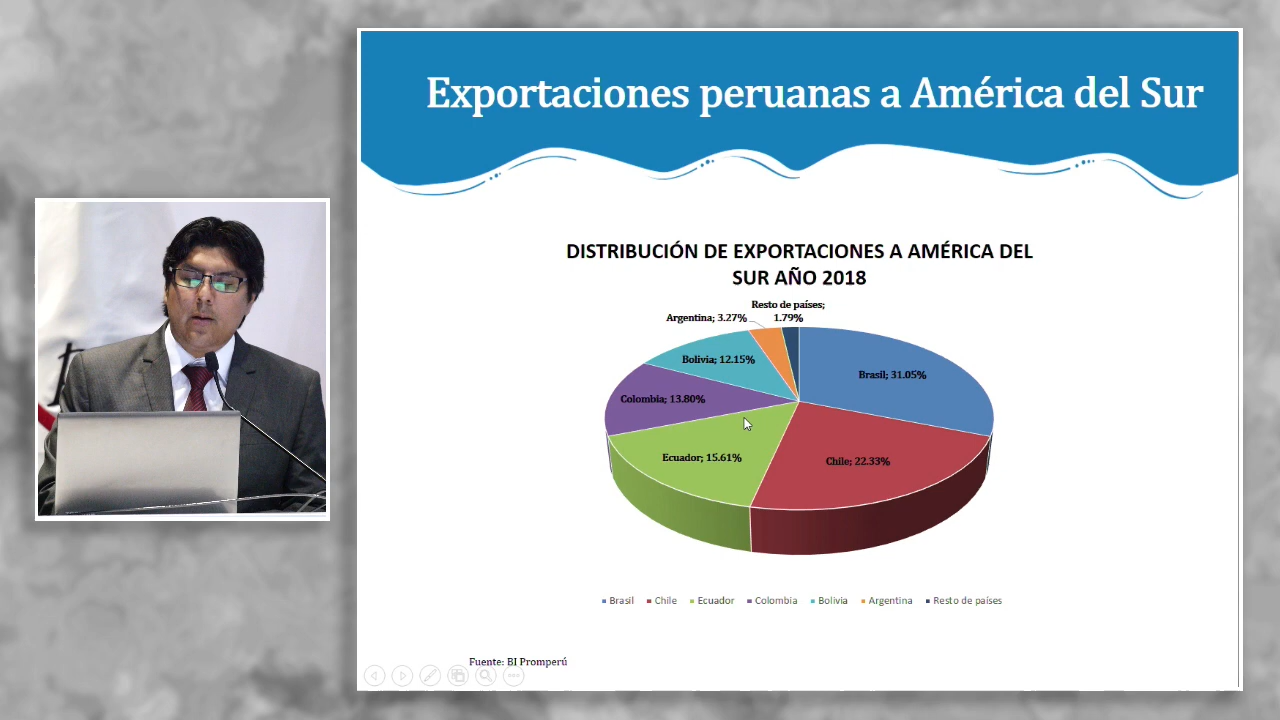 Exportaciones peruanas a América del Sur
DISTRIBUCIÓN DE EXPORTACIONES A AMÉRICA DEL
SUR AÑO 2018
Resto de países;
1.79%
Argentina; 3.27%
Bolivia; 12.15%
Brasil; 31.05%
Colombia; 13.80%
Ecuador; 15.61%
Chile; 22.33%
Brasil Chile Ecuador Colombia Bolivia Argentina Resto de países
Fuente: BI Promperú